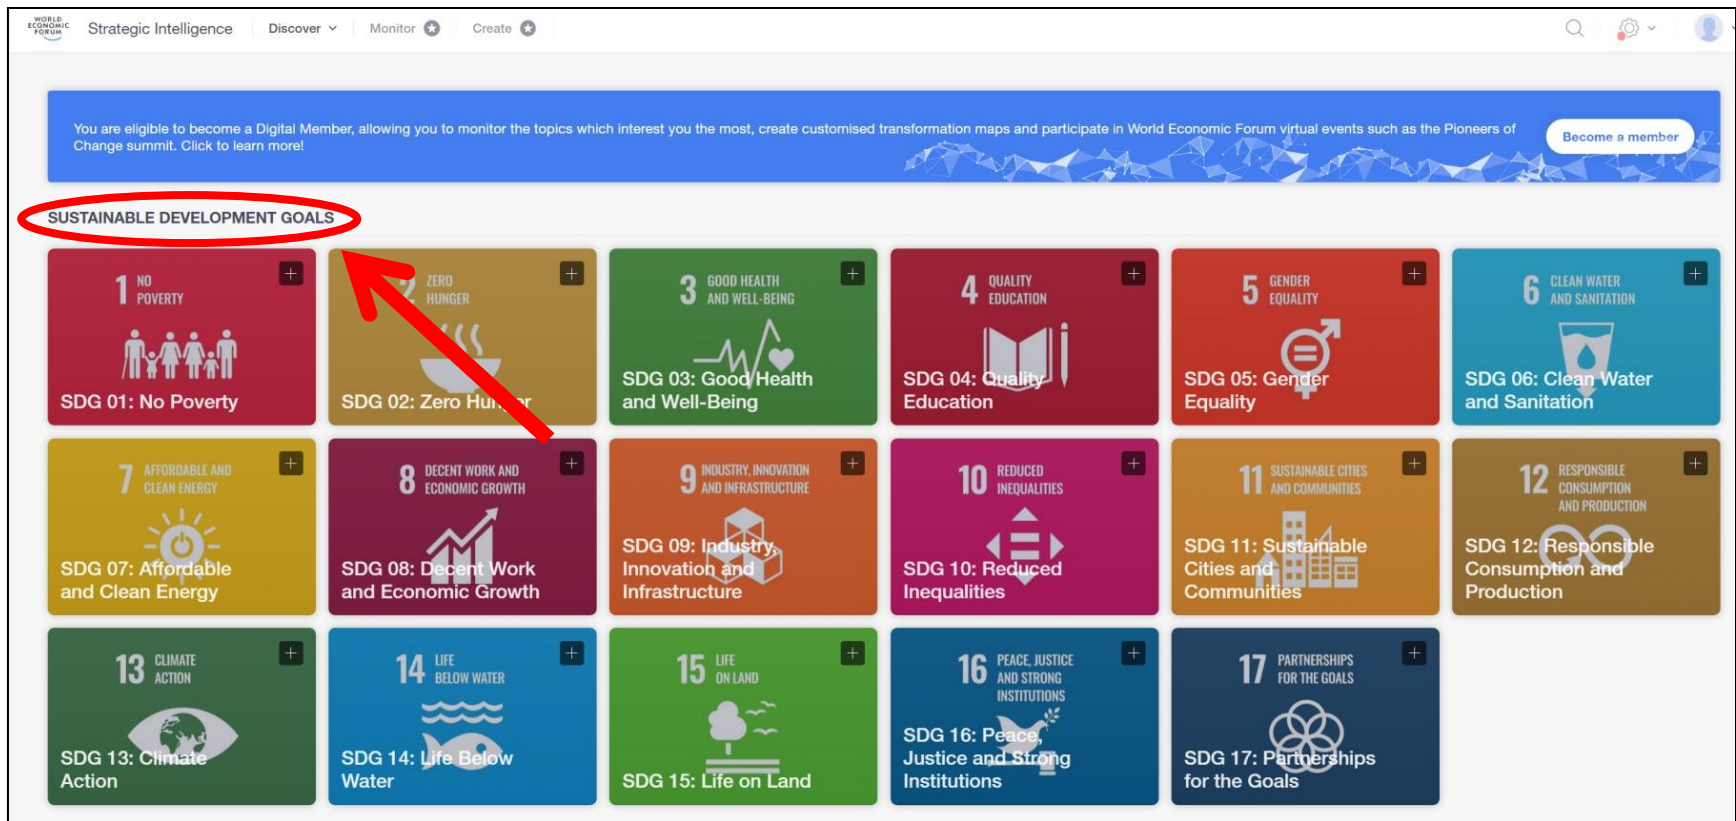 WORLD
ECONOMIC
FORUM
Strategic Intelligence
Discover
Monitor
Create
You are eligible to become a Digital Member, allowing you to monitor the topics which interest you the most, create customised transformation maps and participate in World Economic Forum virtual events such as the Pioneers of
Change summit. Click to learn more!
Become a member
SUSTAINABLE DEVELOPMENT GOALS
1 NO
POVERTY
SDG 01: No Poverty
2 ZERO
HUNGER
SDG 02: Zero Hunger
3 GOOD HEALTH
AND WELL-BEING
SDG 03: Good Health
and Well-Being
4 QUALITY
EDUCATION
SDG 04: Quality
Education
5 GENDER
EQUALITY
SDG 05: Gender
Equality
6 CLEAN WATER
AND SANITATION
SDG 06: Clean Water
and Sanitation
7 AFFORDABLE AND
CLEAN ENERGY
SDG 07: Affordable
and Clean Energy
8 DECENT WORK AND
ECONOMIC GROWTH
SDG 08: Decent Work
and Economic Growth
9 INDUSTRY, INNOVATION
AND INFRASTRUCTURE
SDG 09: Industry,
Innovation and
Infrastructure
10 REDUCED
INEQUALITIES
SDG 10: Reduced
Inequalities
11 SUSTAINABLE CITIES
AND COMMUNITIES
SDG 11: Sustainable
Cities and
Communities
12 RESPONSIBLE
CONSUMPTION
AND PRODUCTION
SDG 12: Responsible
Consumption and
Production
13 CLIMATE
ACTION
SDG 13: Climate
Action
14 LIFE
BELOW WATER
SDG 14: Life Below
Water
15 LIFE
ON LAND
SDG 15: Life on Land
16 PEACE, JUSTICE
AND STRONG
INSTITUTIONS
SDG 16: Peace,
Justice and Strong
Institutions
17 PARTNERSHIPS
FOR THE GOALS
SDG 17: Partnerships
for the Goals